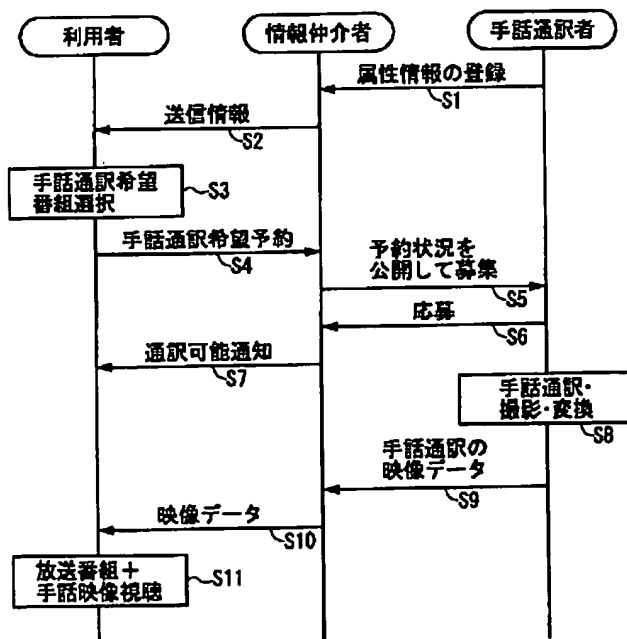 利用者
情報仲介者
手話通訳者
属性情報の登録
S1
送信情報
S2
手話通訳希望
番組選択
S3
手話通訳希望予約
S4
予約状況を
公開して募集
S5
応募
S6
通訳可能通知
S7
手話通訳・
撮影・変換
S8
手話通訳の
映像データ
S9
映像データ
S10
放送番組+
手話映像視聴
S11